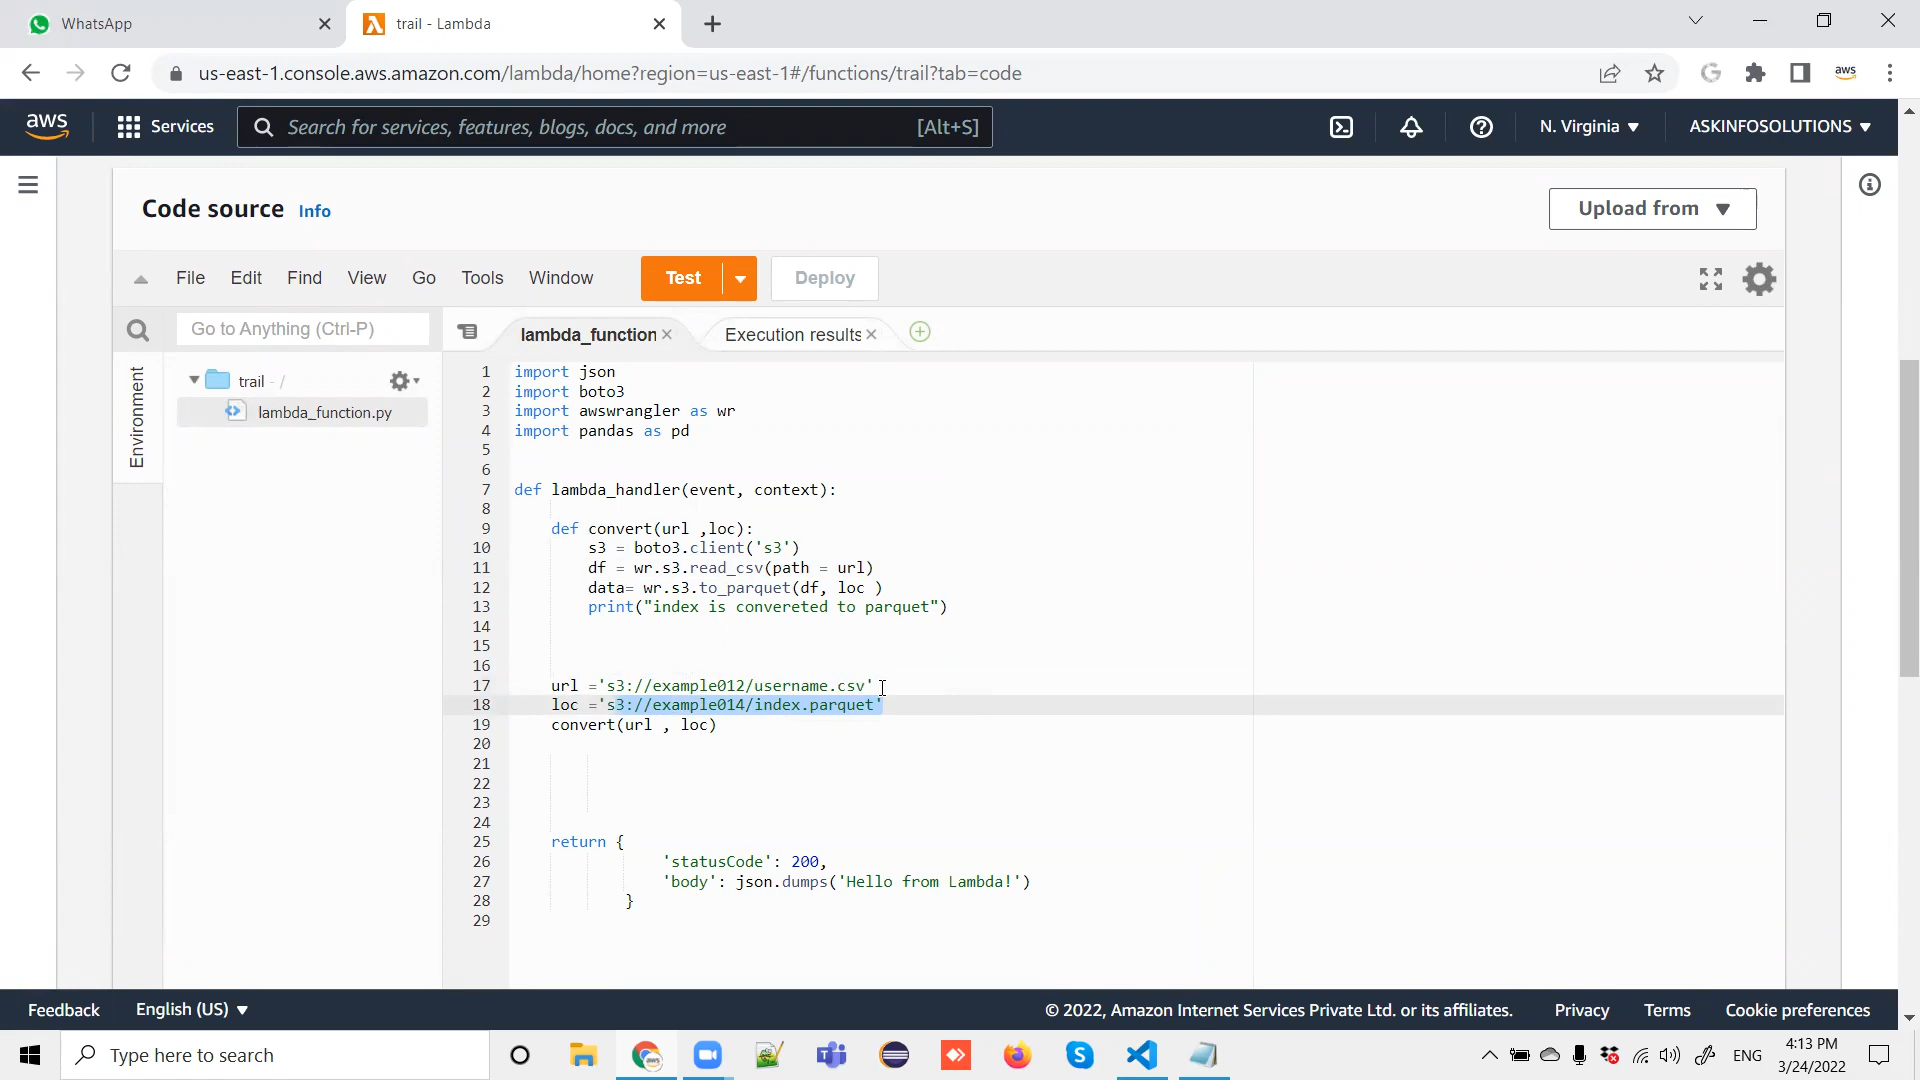 WhatsApp
trail - Lambda
us-east-1.console.aws.amazon.com/lambda/home?region=us-east-1#/functions/trail?tab=code
aws
aws
Services
Search for services, features, blogs, docs, and more
[Alt+S]
N. Virginia
ASKINFOSOLUTIONS
Code source
Info
Upload from
File
Edit
Find
View
Go
Tools
Window
Test
Deploy
Go to Anything (Ctrl-P)
lambda_function
Execution results
Environment
trail - /
lambda_function.py
1 import json
2 import boto3
3 import awswrangler as wr
4 import pandas as pd
5
6
7 def lambda_handler(event, context):
8
9 def convert(url ,loc):
10 s3 = boto3.client('s3')
11 df = wr.s3.read_csv(path = url)
12 data= wr.s3.to_parquet(df, loc )
13 print("index is convereted to parquet")
14
15
16
17 url ='s3://example012/username.csv'
18 loc ='s3://example014/index.parquet'
19 convert(url , loc)
20
21
22
23
24
25 return {
26 'statusCode': 200,
27 'body': json.dumps('Hello from Lambda!')
28 }
29
Feedback
English (US)
© 2022, Amazon Internet Services Private Ltd. or its affiliates.
Privacy
Terms
Cookie preferences
Type here to search
ENG
4:13 PM
3/24/2022